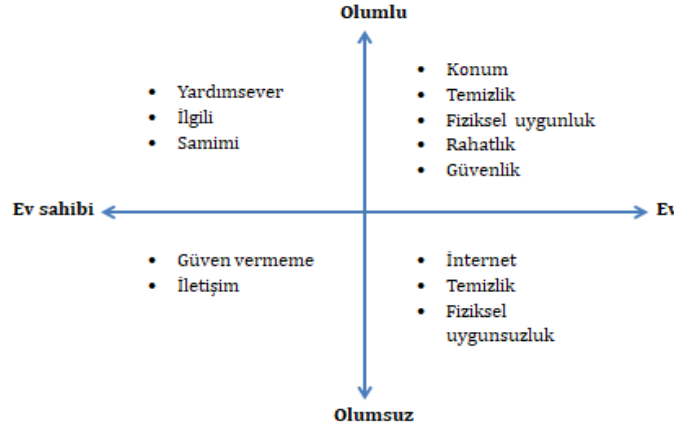 Olumlu
• Yardımsever
• İlgili
• Samimi
• Konum
• Temizlik
• Fiziksel uygunluk
• Rahatlık
• Güvenlik
Ev sahibi
Ev
• Güven vermeme
• İletişim
• İnternet
• Temizlik
• Fiziksel
uygunsuzluk
Olumsuz